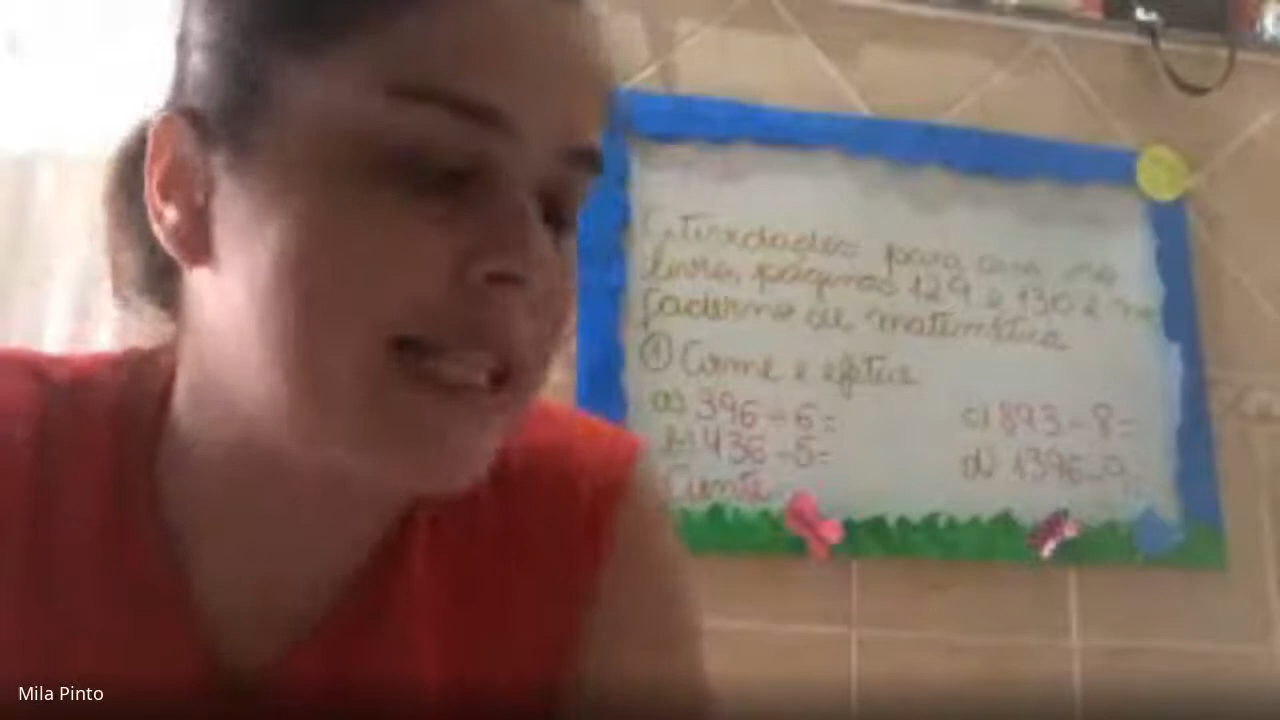 Atividades para casa no
livro, páginas 129 e 130 e no
caderno de matemática
① Arme e efetue
a) 396 ÷ 6 =
c) 893 ÷ 8 =
b) 436 ÷ 5 =
d) 1396 ÷ 9 =
Mila Pinto